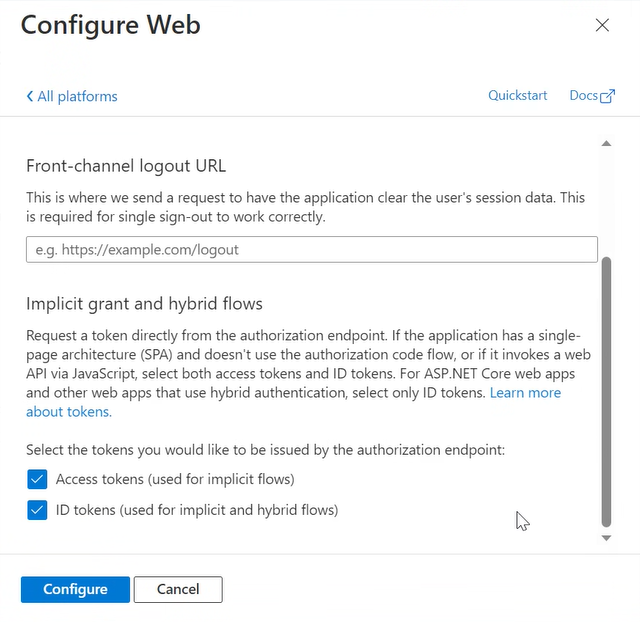 Configure Web
All platforms
Quickstart
Docs
Front-channel logout URL
This is where we send a request to have the application clear the user's session data. This
is required for single sign-out to work correctly.
e.g. https://example.com/logout
Implicit grant and hybrid flows
Request a token directly from the authorization endpoint. If the application has a single-
page architecture (SPA) and doesn't use the authorization code flow, or if it invokes a web
API via JavaScript, select both access tokens and ID tokens. For ASP.NET Core web apps
and other web apps that use hybrid authentication, select only ID tokens. Learn more
about tokens.
Select the tokens you would like to be issued by the authorization endpoint:
Access tokens (used for implicit flows)
ID tokens (used for implicit and hybrid flows)
Configure
Cancel